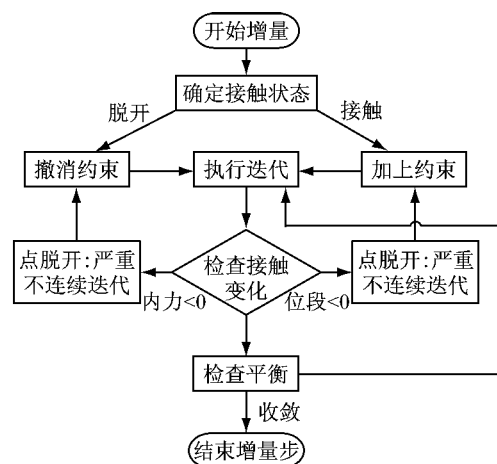 开始增量
确定接触状态
脱开
接触
撤消约束
执行迭代
加上约束
点脱开:严重
不连续迭代
检查接触
变化
点脱开:严重
不连续迭代
内力<0
位段<0
检查平衡
收敛
结束增量步